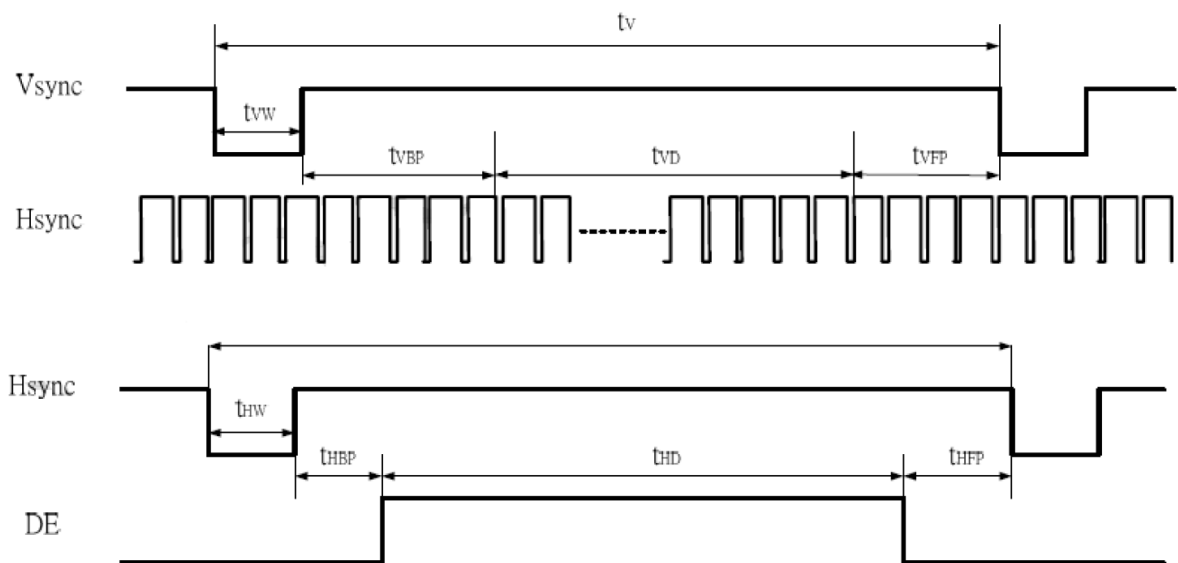 tV
Vsync
tVW
tVBP
tVD
tVFP
Hsync
Hsync
tHW
tHBP
tHD
tHFP
DE